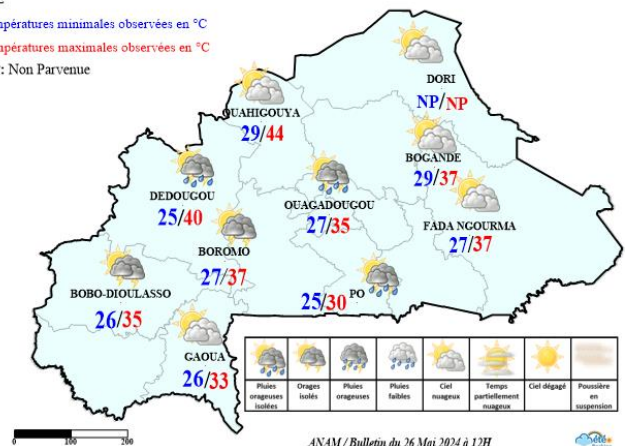 Températures minimales observées en °C
Températures maximales observées en °C
: Non Parvenue
DORI
NP/NP
OUAHIGOUYA
29/44
BOGANDE
29/37
DEDOUGOU
25/40
OUAGADOUGOU
27/35
FADA NGOURMA
27/37
BOROMO
27/37
BOBO-DIOULASSO
26/35
PO
25/30
GAOUA
26/33
Pluies orageuses isolées
Orages isolés
Pluies orageuses
Pluies faibles
Ciel nuageux
Temps partiellement nuageux
Ciel dégagé
Poussière en suspension
0 100 200
ANAM / Bulletin du 26 Mai 2024 à 12H